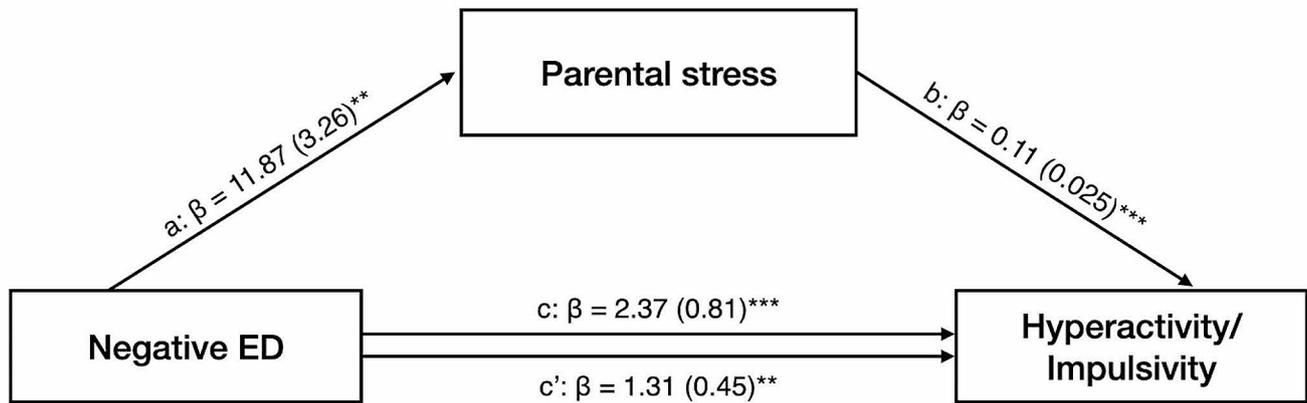 Parental stress
a: β = 11.87 (3.26)**
b: β = 0.11 (0.025)***
Negative ED
c: β = 2.37 (0.81)***
c’: β = 1.31 (0.45)**
Hyperactivity/
Impulsivity